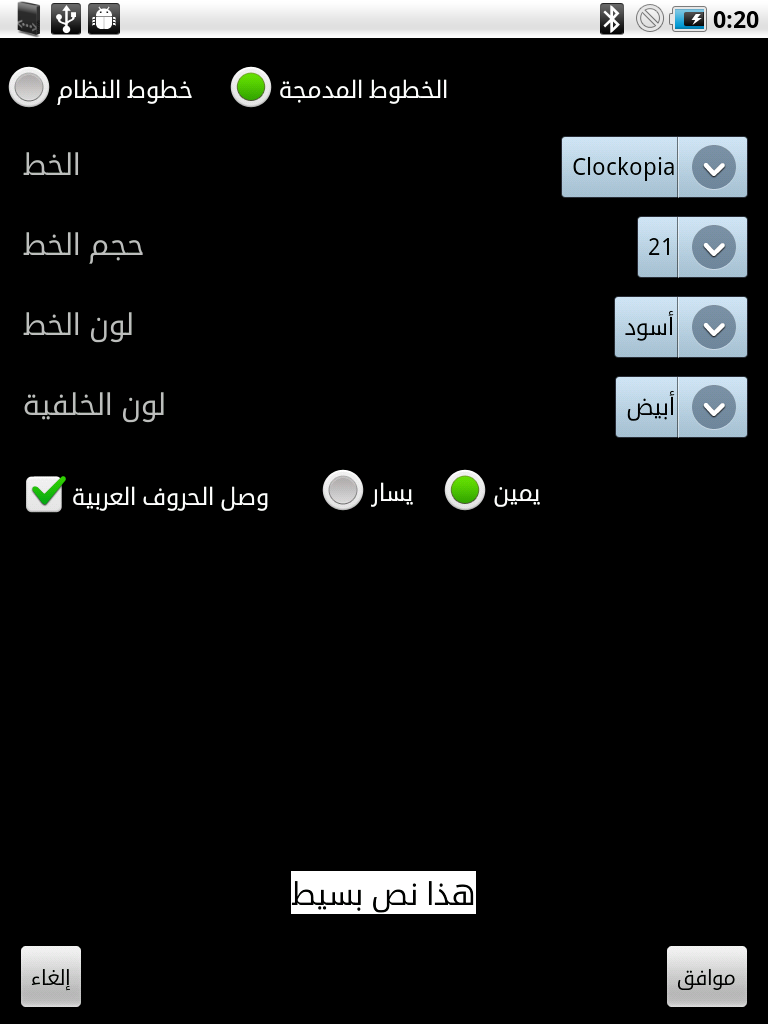 0:20
خطوط النظام الخطوط المدمجة
الخط Clockopia
حجم الخط 21
لون الخط أسود
لون الخلفية أبيض
وصل الحروف العربية يسار يمين
هذا نص بسيط
إلغاء موافق